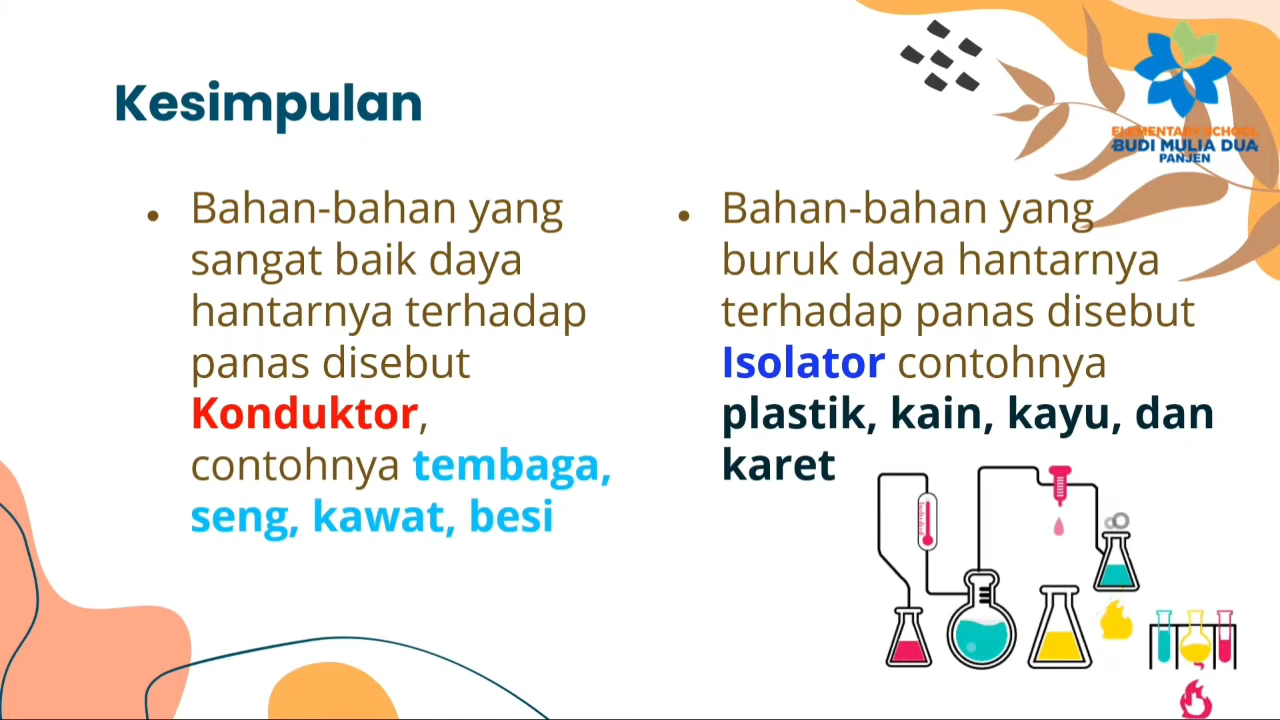 Kesimpulan
ELEMENTARY SCHOOL
BUDI MULIA DUA
PANJEN
• Bahan-bahan yang
sangat baik daya
hantarnya terhadap
panas disebut
Konduktor,
contohnya tembaga,
seng, kawat, besi
• Bahan-bahan yang
buruk daya hantarnya
terhadap panas disebut
Isolator contohnya
plastik, kain, kayu, dan
karet